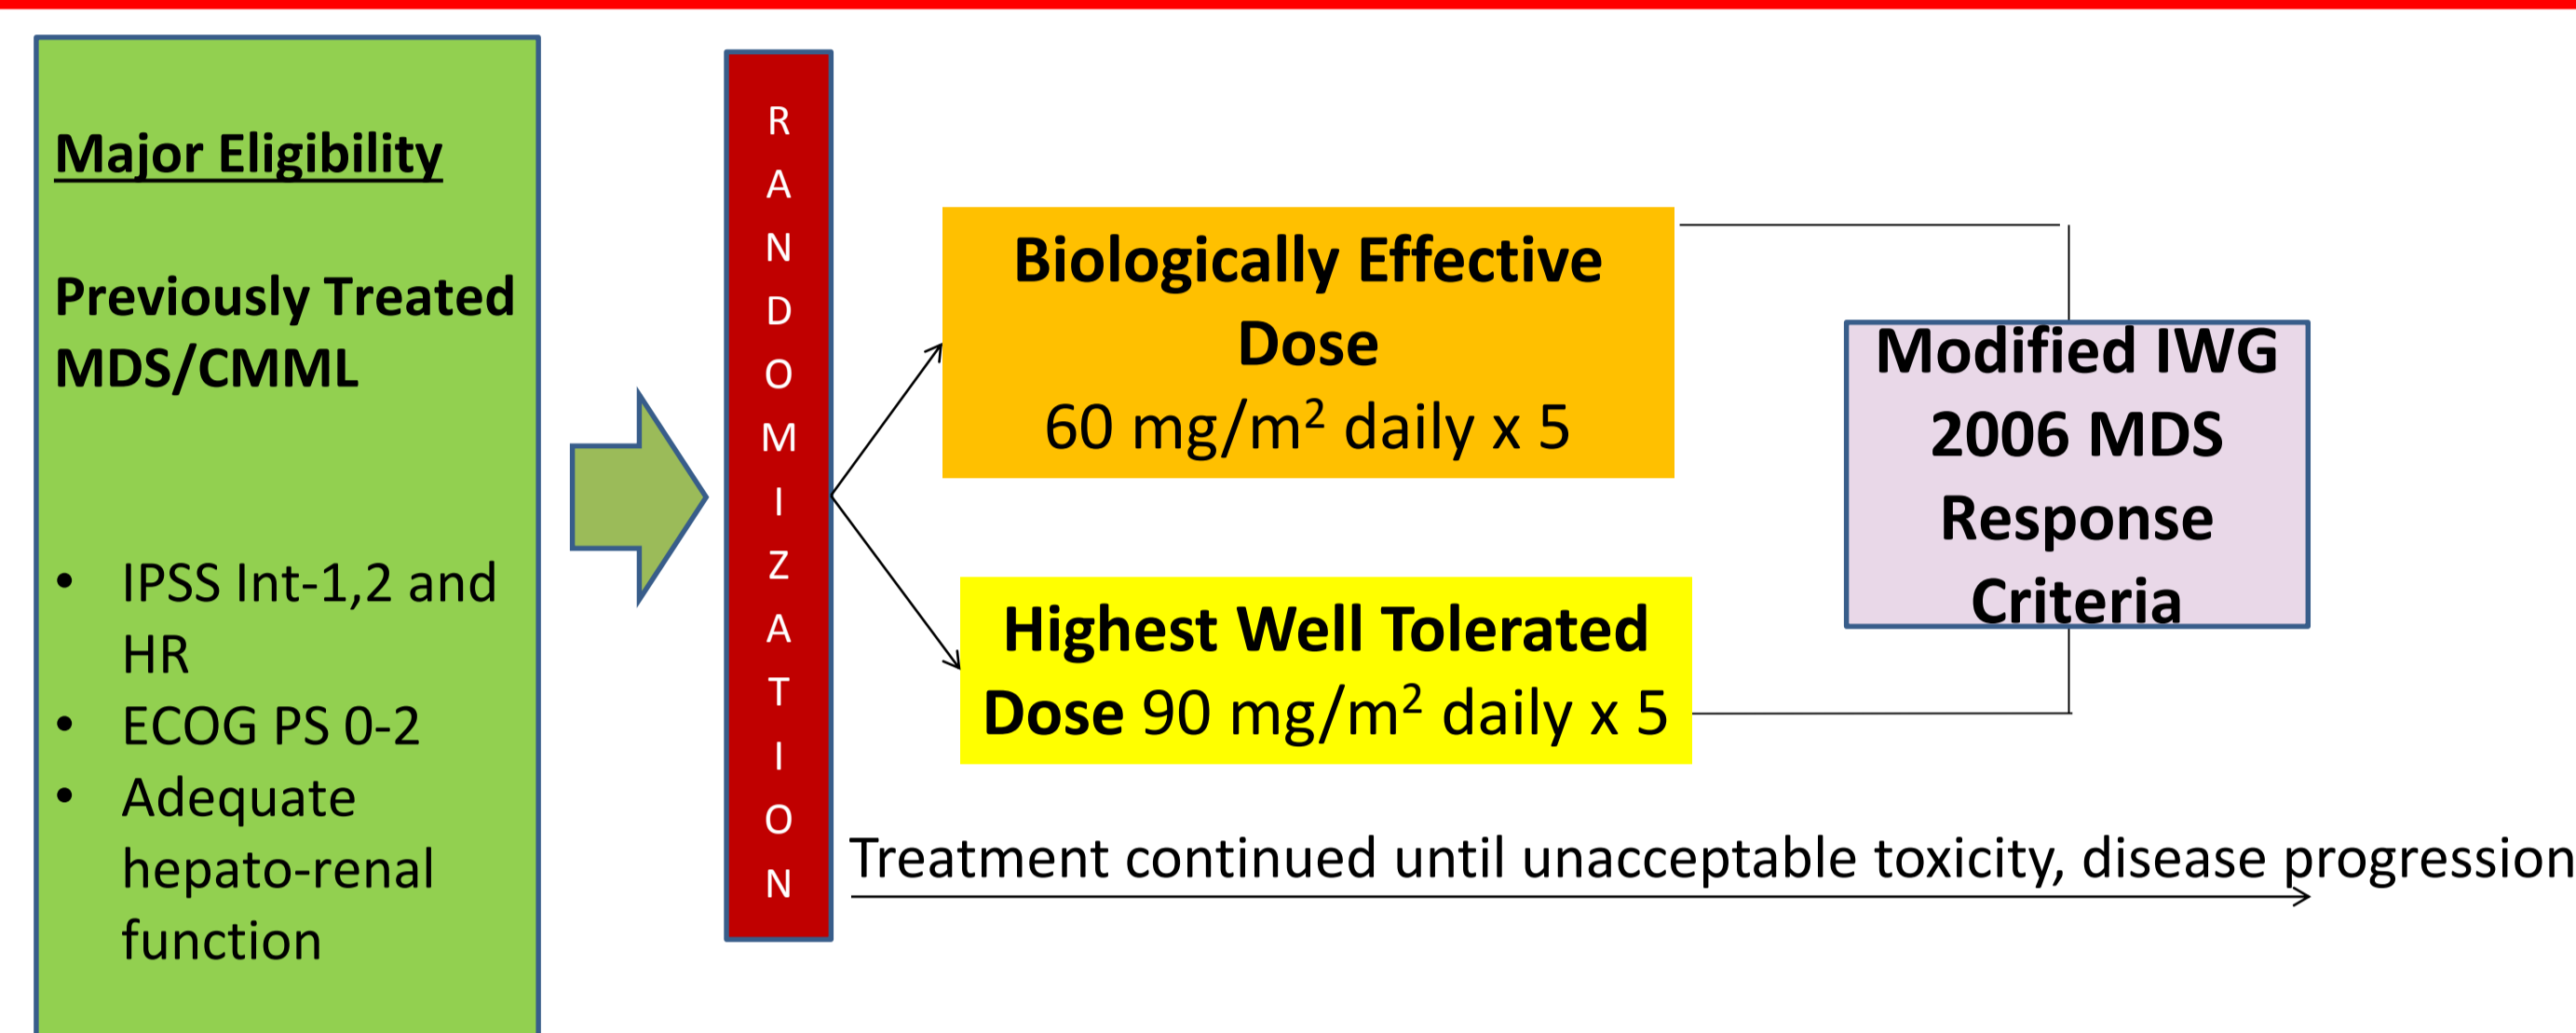 Major Eligibility
Previously Treated
MDS/CMML
• IPSS Int-1,2 and
HR
• ECOG PS 0-2
• Adequate
hepato-renal
function
RANDOMIZATION
Biologically Effective
Dose
60 mg/m² daily x 5
Highest Well Tolerated
Dose 90 mg/m² daily x 5
Modified IWG
2006 MDS
Response
Criteria
Treatment continued until unacceptable toxicity, disease progression